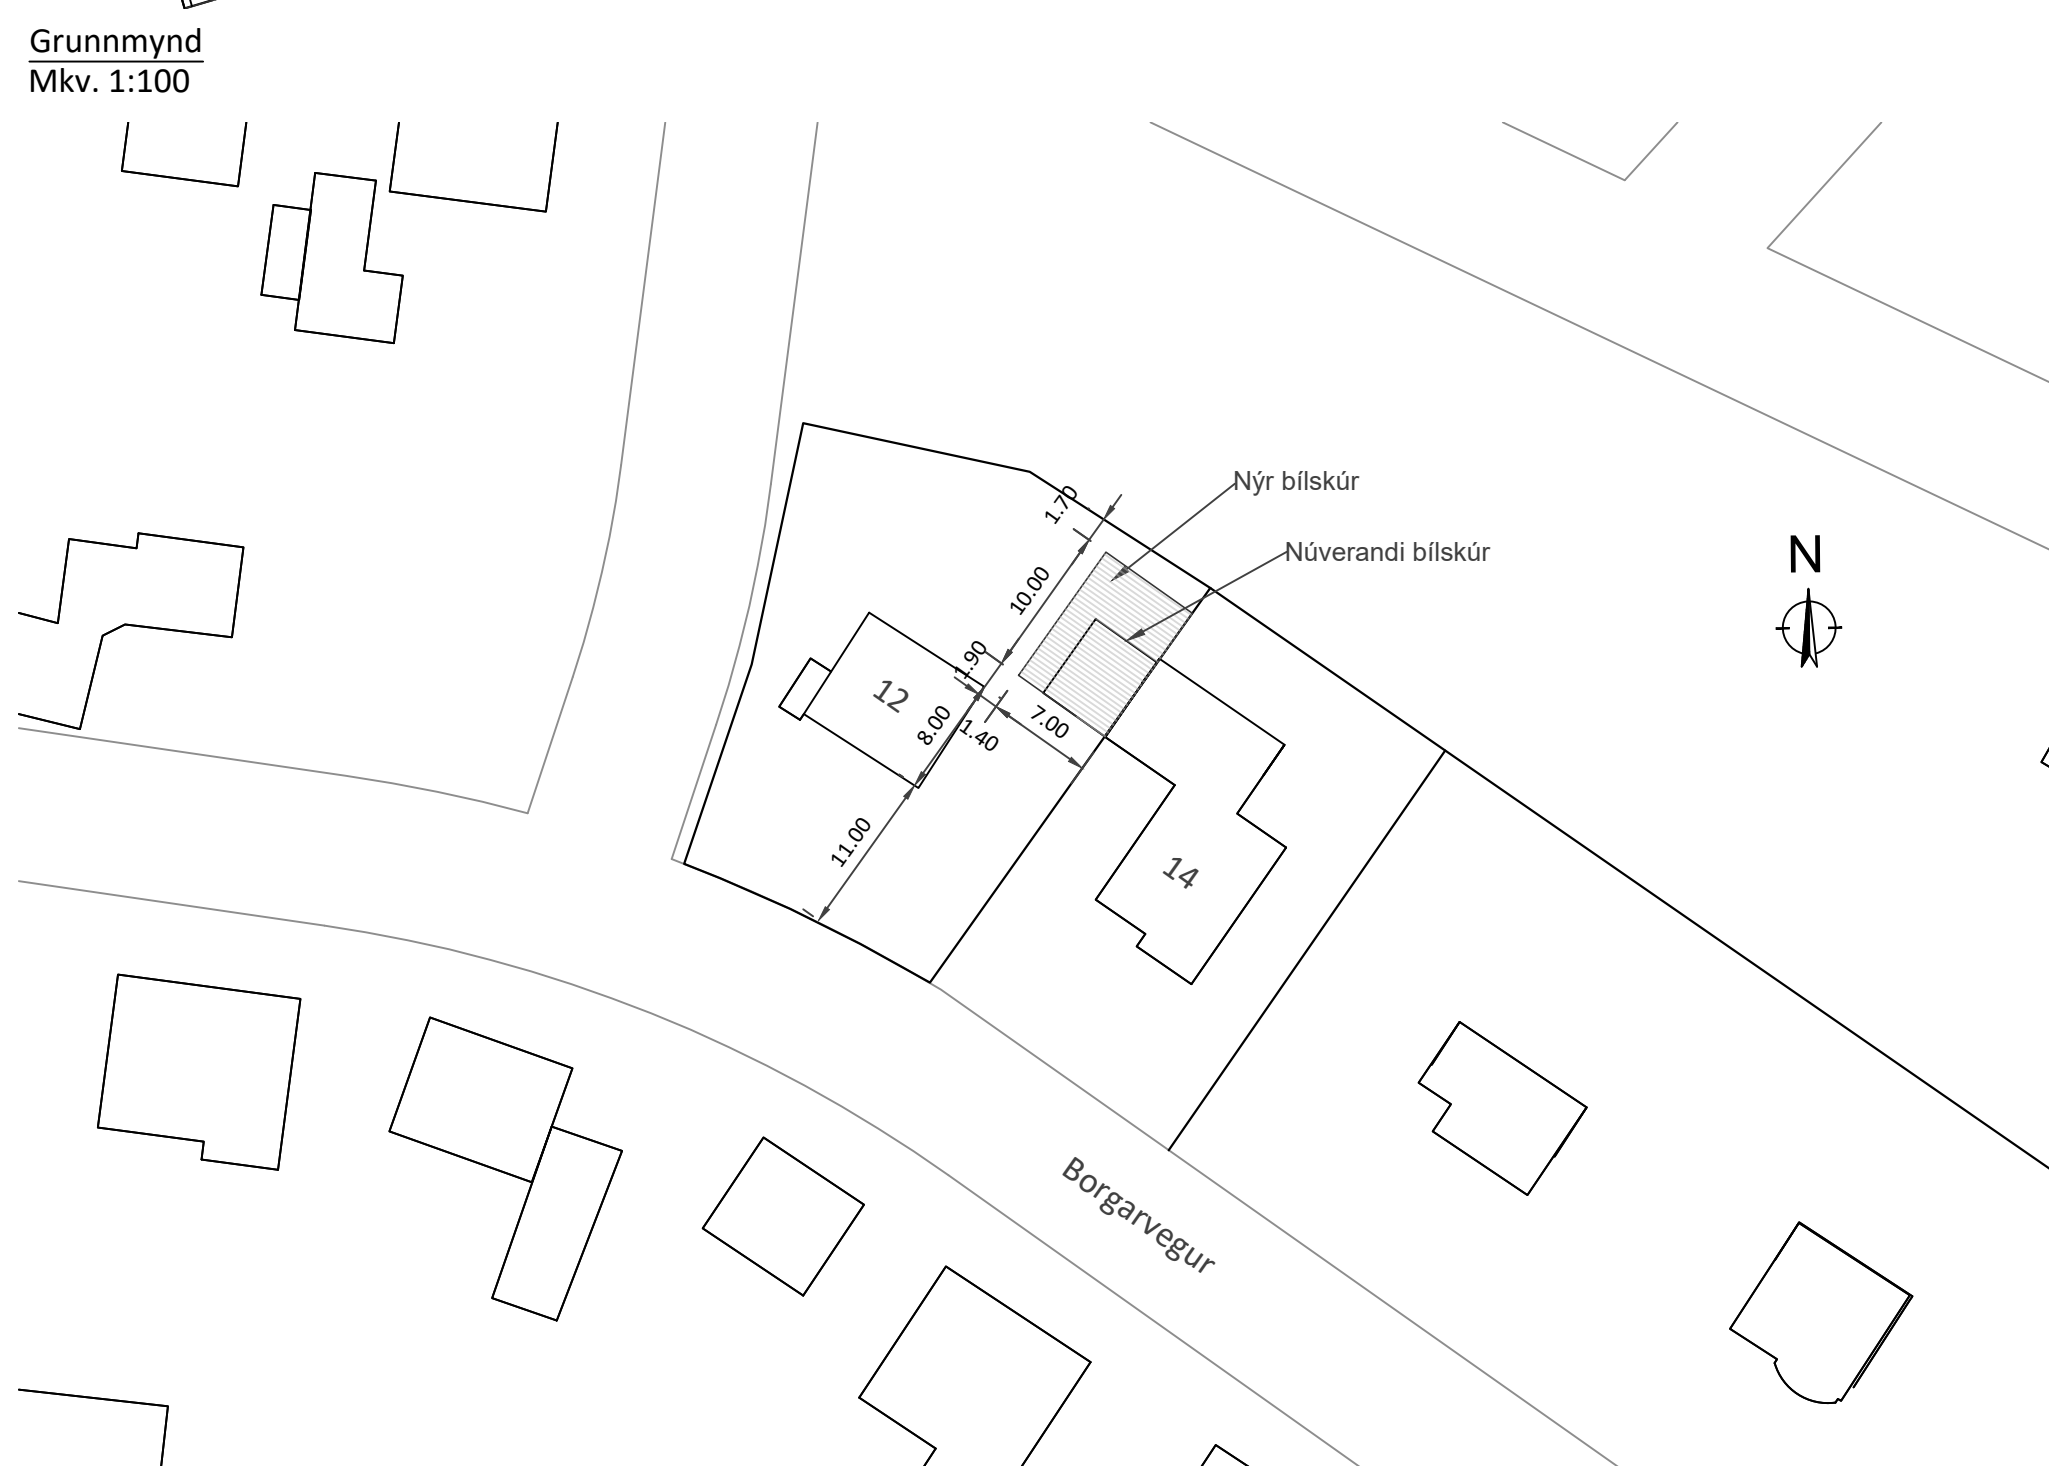 Grunnmynd
Mkv. 1:100
Nýr bílskúr
1.70
N
Núverandi bílskúr
10.00
1.90
12
8.00
1.40
7.00
11.00
14
Borgarvegur